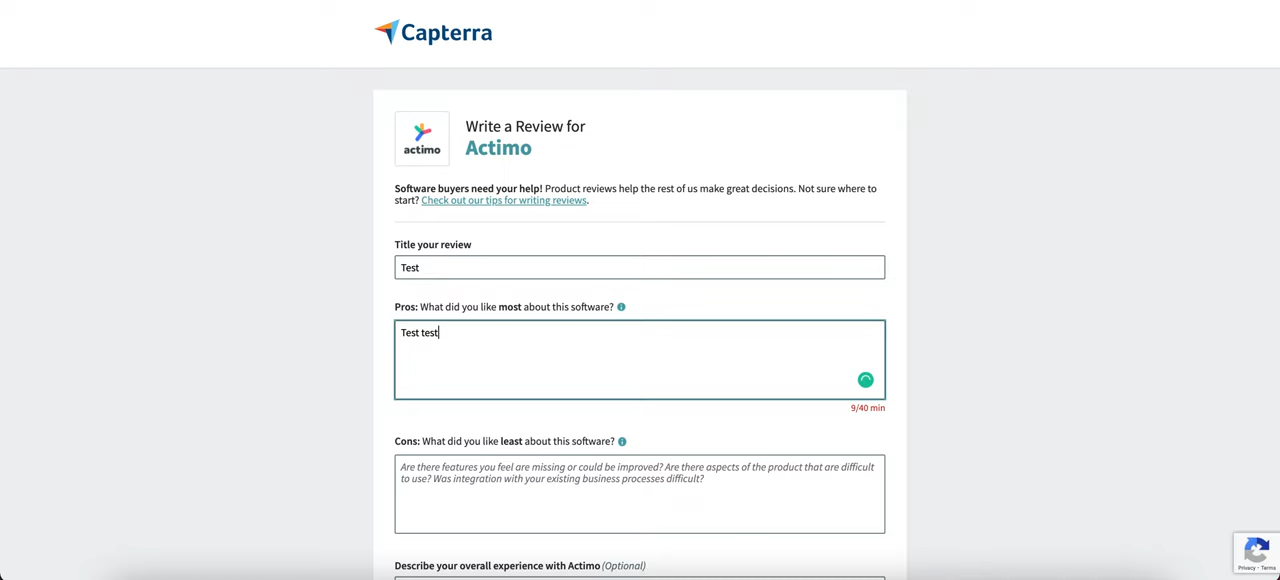 Capterra
actimo
Write a Review for
Actimo
Software buyers need your help! Product reviews help the rest of us make great decisions. Not sure where to
start? Check out our tips for writing reviews.
Title your review
Test
Pros: What did you like most about this software?
Test test
9/40 min
Cons: What did you like least about this software?
Are there features you feel are missing or could be improved? Are there aspects of the product that are difficult
to use? Was integration with your existing business processes difficult?
Describe your overall experience with Actimo (Optional)
Privacy - Terms